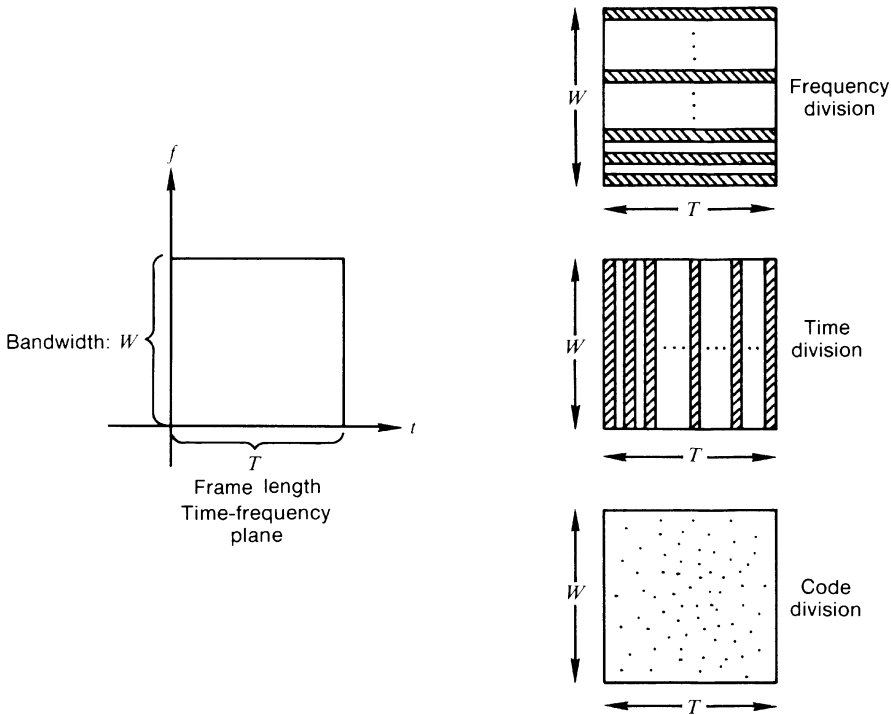 f
Bandwidth: W
t
T
Frame length
Time-frequency
plane
W
Frequency
division
T
W
Time
division
T
W
Code
division
T